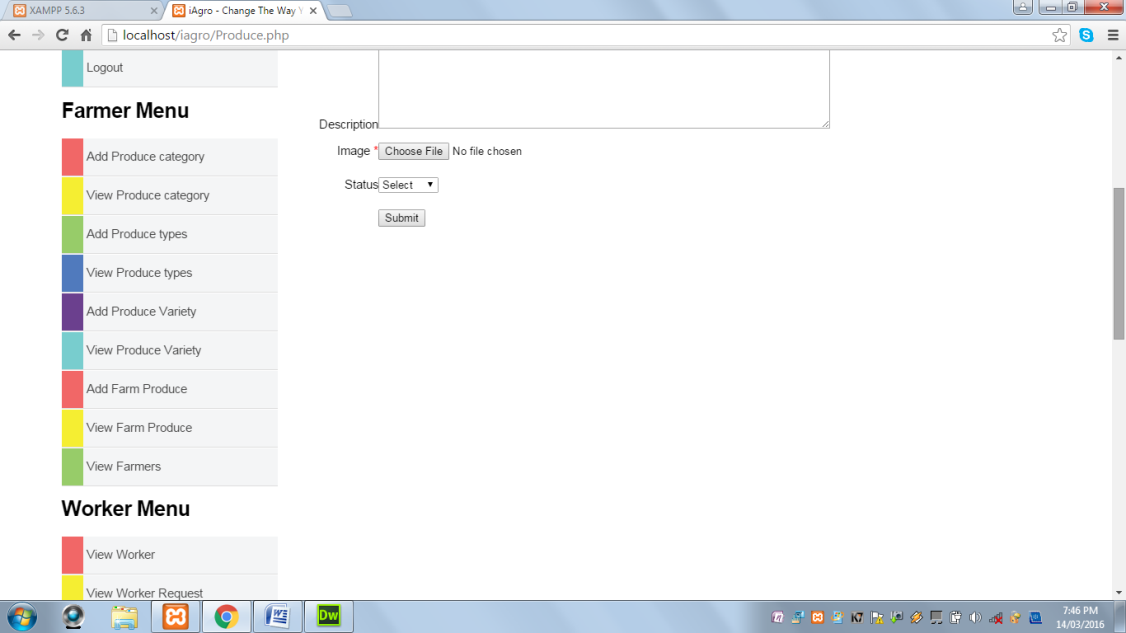 XAMPP 5.6.3
iAgro - Change The Way Y
localhost/iagro/Produce.php
Logout
Farmer Menu
Add Produce category
View Produce category
Add Produce types
View Produce types
Add Produce Variety
View Produce Variety
Add Farm Produce
View Farm Produce
View Farmers
Worker Menu
View Worker
View Worker Request
Description
Image * Choose File No file chosen
Status Select
Submit
Dw
7:46 PM
14/03/2016